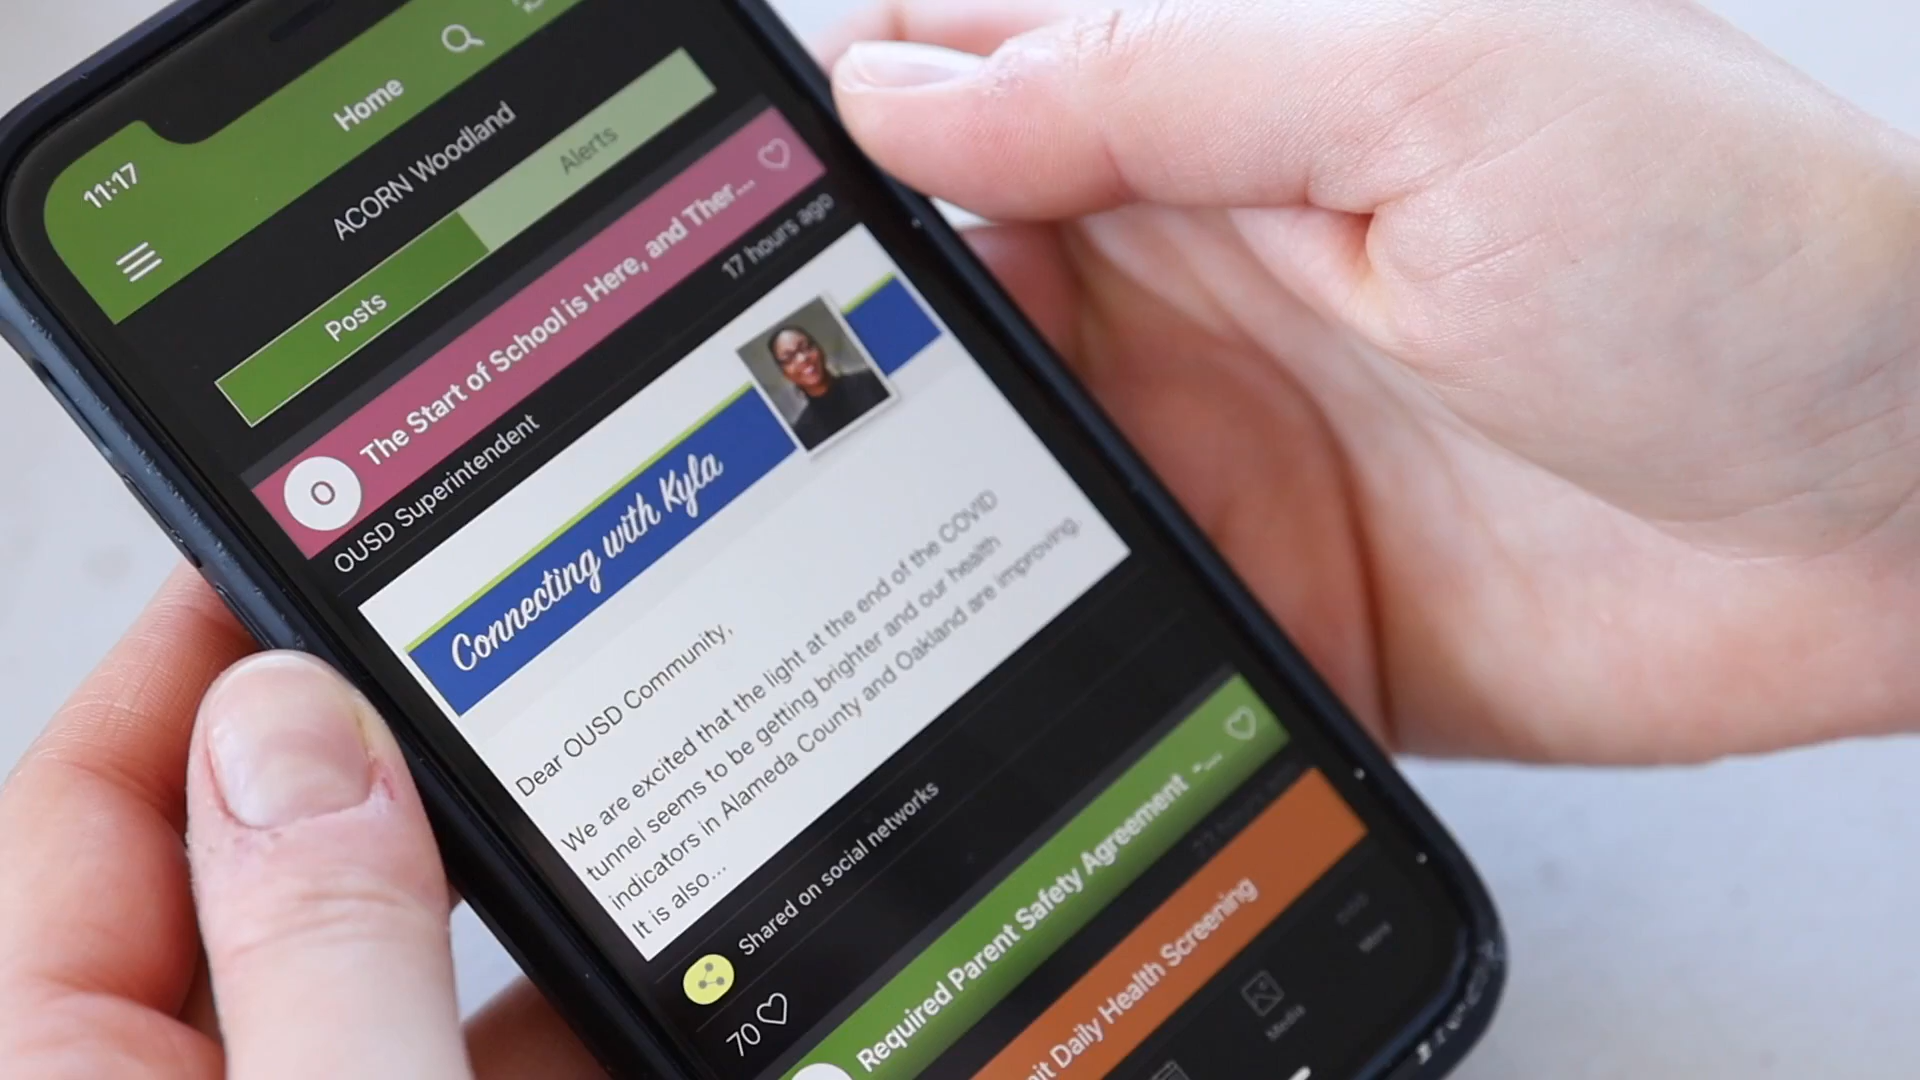 11:17
Home
ACORN Woodland
Posts
Alerts
O
The Start of School is Here, and Ther...
OUSD Superintendent
17 hours ago
Connecting with Kyla
Dear OUSD Community,
We are excited that the light at the end of the COVID
tunnel seems to be getting brighter and our health
indicators in Alameda County and Oakland are improving.
It is also...
Shared on social networks
70
Required Parent Safety Agreement -...
Daily Health Screening
Media
More